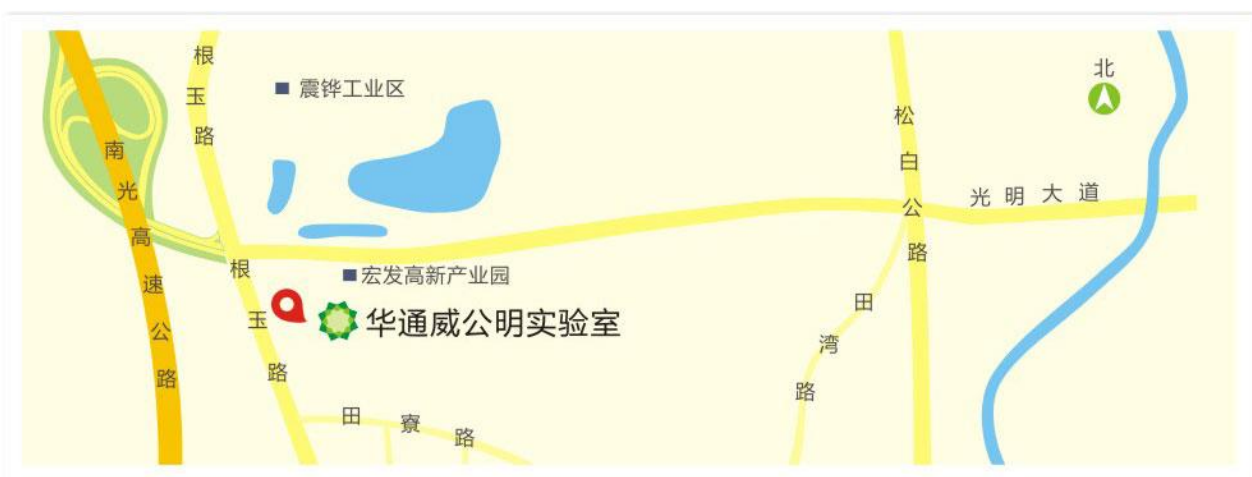 根玉路
震铧工业区
北
松白公路
南光高速公路
光明大道
根玉路
宏发高新产业园
华通威公明实验室
田湾路
田寮路